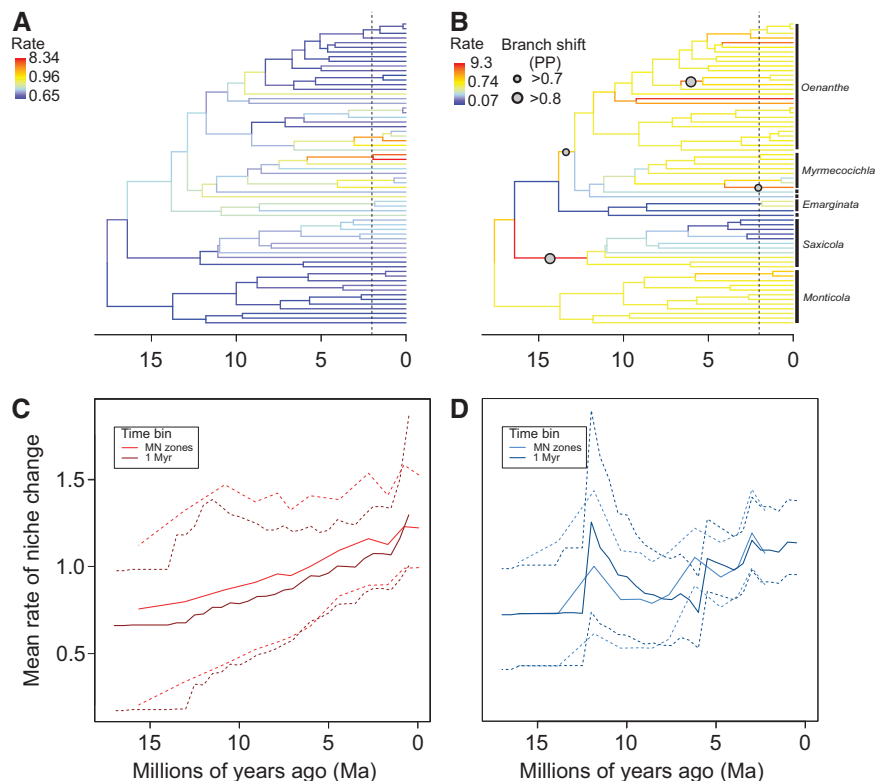 A
Rate
8.34
0.96
0.65
15
10
5
0
B
Rate
9.3
0.74
0.07
Branch shift
(PP)
>0.7
>0.8
Oenanthe
Myrmecocichla
Emarginata
Saxicola
Monticola
15
10
5
0
C
Time bin
MN zones
1 Myr
Mean rate of niche change
1.5
1.0
0.5
15
10
5
0
Millions of years ago (Ma)
D
Time bin
MN zones
1 Myr
15
10
5
0
Millions of years ago (Ma)